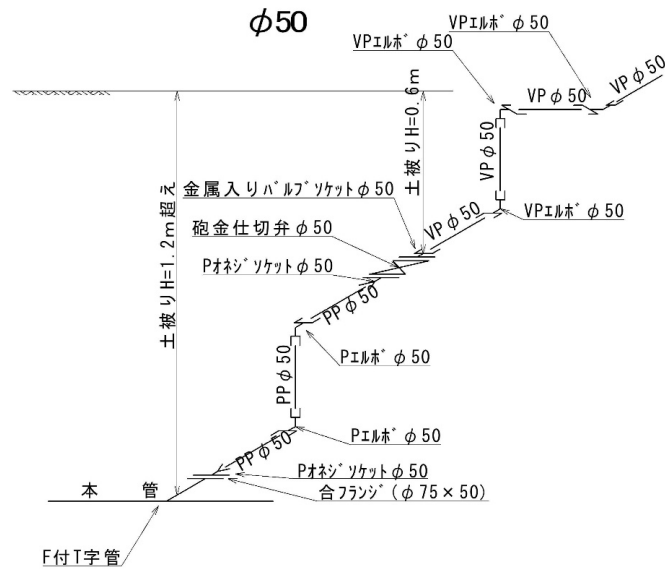 φ50
VPエルボφ50
VPエルボφ50
VPφ50
VPφ50
土被りH=0.6m
VPφ50
金属入りバルブソケットφ50
VPエルボφ50
砲金仕切弁φ50
VPφ50
Pオネジソケットφ50
土被りH=1.2m超え
PPφ50
Pエルボφ50
PPφ50
Pエルボφ50
PPφ50
Pオネジソケットφ50
合フランジ(φ75×50)
本 管
F付T字管